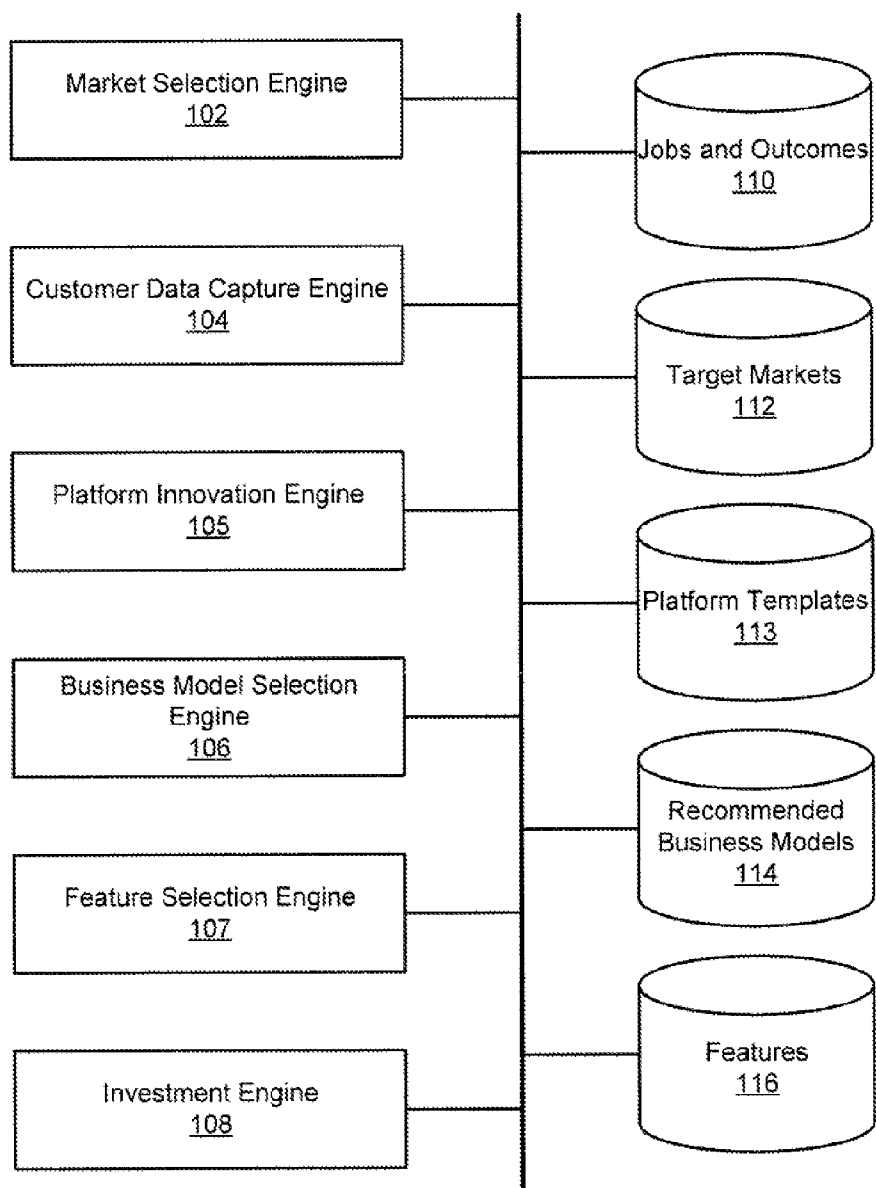 Market Selection Engine
102
Customer Data Capture Engine
104
Platform Innovation Engine
105
Business Model Selection
Engine
106
Feature Selection Engine
107
Investment Engine
108
Jobs and Outcomes
110
Target Markets
112
Platform Templates
113
Recommended
Business Models
114
Features
116